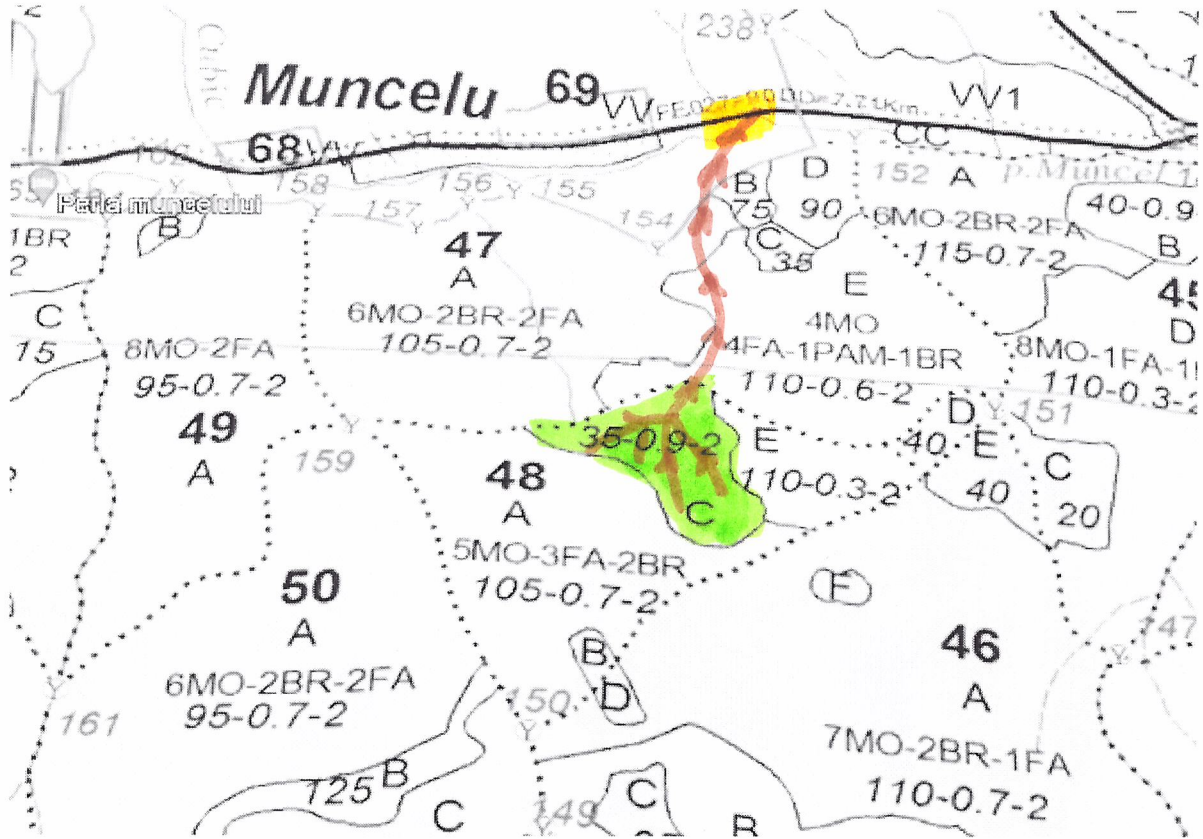 238
Muncelu
69
VV
VV1
CC
68
VV
158
156
155
154
157
152
A
p.Muncel 1
Perla muncelului
B
75
D
90
C
35
6MO-2BR-2FA
115-0.7-2
40-0.9
B
1BR
2
B
47
A
6MO-2BR-2FA
105-0.7-2
E
4MO
4FA-1PAM-1BR
110-0.6-2
45
D
8MO-1FA-1
110-0.3-2
C
15
8MO-2FA
95-0.7-2
49
A
159
35-0.9-2
C
E
110-0.3-2
D
40
E
40
151
C
20
48
A
5MO-3FA-2BR
105-0.7-2
50
A
6MO-2BR-2FA
95-0.7-2
161
F
B
D
46
A
7MO-2BR-1FA
110-0.7-2
147
150
125
B
C
149
C
B